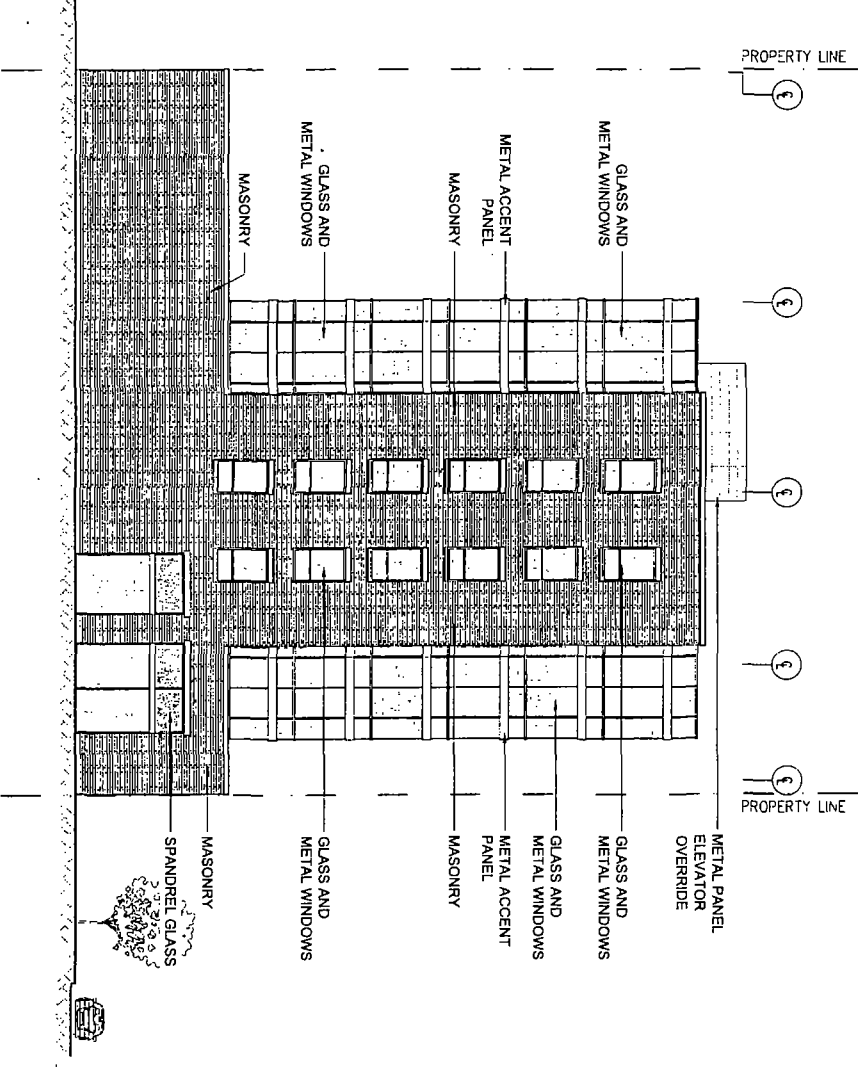 PROPERTY LINE
GLASS AND
METAL WINDOWS
METAL ACCENT
PANEL
MASONRY
GLASS AND
METAL WINDOWS
MASONRY
METAL PANEL
ELEVATOR
OVERRIDE
GLASS AND
METAL WINDOWS
GLASS AND
METAL WINDOWS
METAL ACCENT
PANEL
MASONRY
GLASS AND
METAL WINDOWS
MASONRY
SPANDREL GLASS
PROPERTY LINE